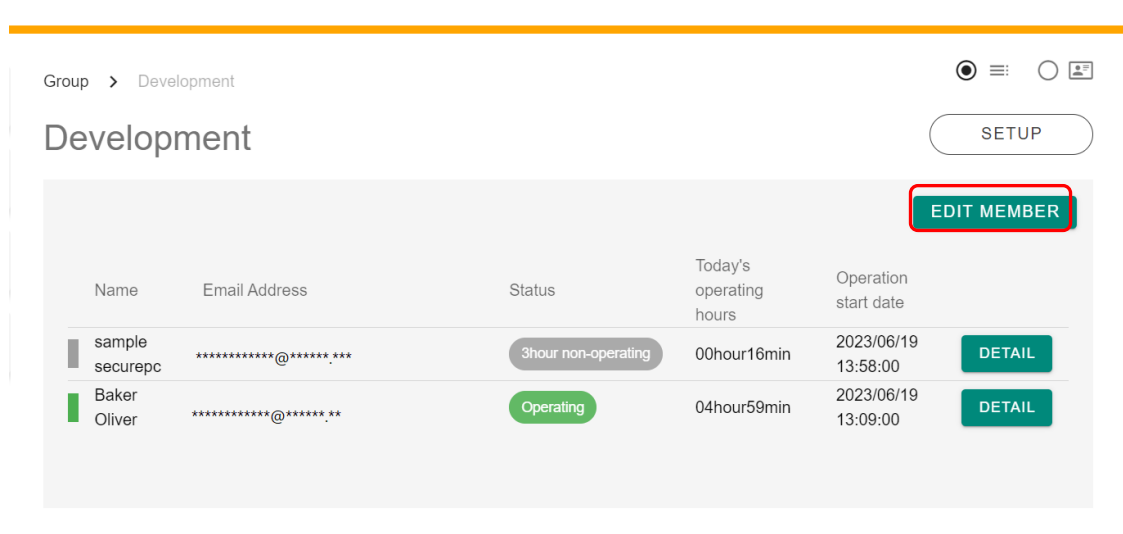 Group > Development
Development
SETUP
EDIT MEMBER
Name Email Address Status Today's operating hours Operation start date
sample securepc ************@******.*** 3hour non-operating 00hour16min 2023/06/19 13:58:00 DETAIL
Baker Oliver ************@******.** Operating 04hour59min 2023/06/19 13:09:00 DETAIL